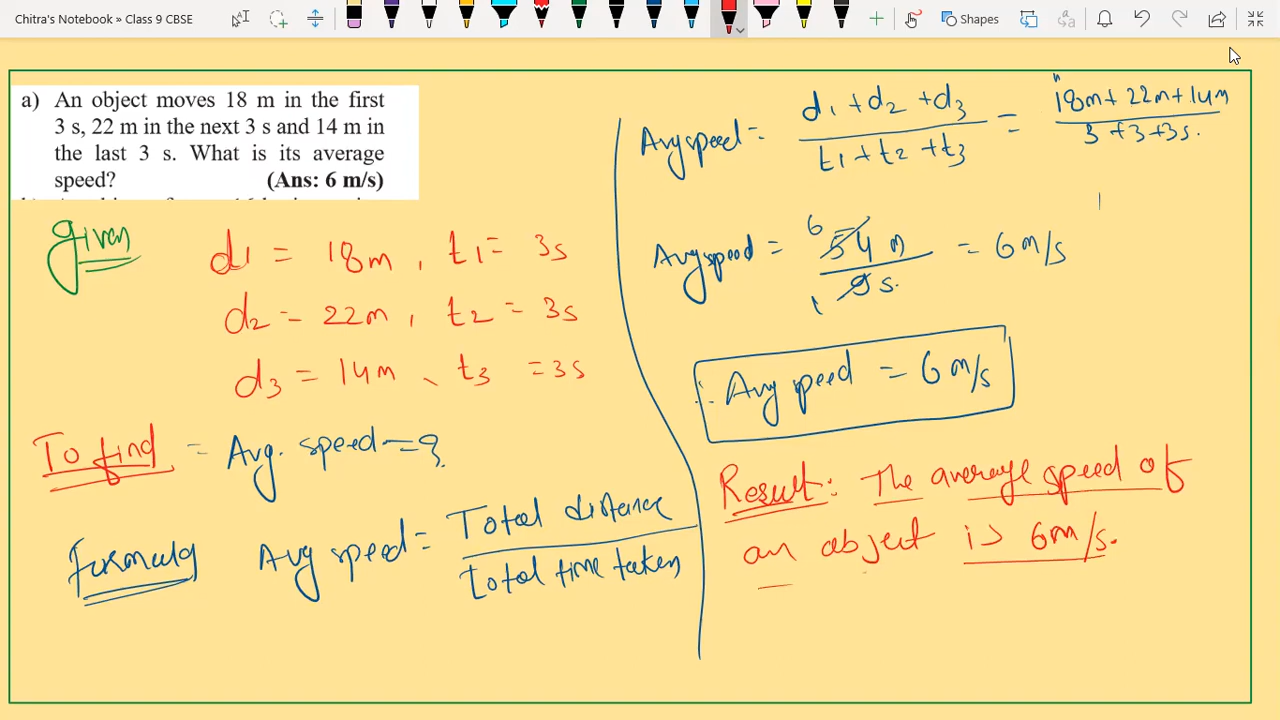 Chitra's Notebook » Class 9 CBSE
Shapes
a) An object moves 18 m in the first
3 s, 22 m in the next 3 s and 14 m in
the last 3 s. What is its average
speed? (Ans: 6 m/s)
Given
d1 = 18m, t1 = 3s
d2 = 22m, t2 = 3s
d3 = 14m, t3 = 3s
To find = Avg. speed = ?
Formula Avg speed = Total distance
Total time taken
Avg speed = d1 + d2 + d3 = 18m + 22m + 14m
t1 + t2 + t3 3 + 3 + 3s.
Avg speed = 6 54 m = 6 m/s
1 9 s.
∴ Avg speed = 6 m/s
Result: The average speed of
an object is 6m/s.